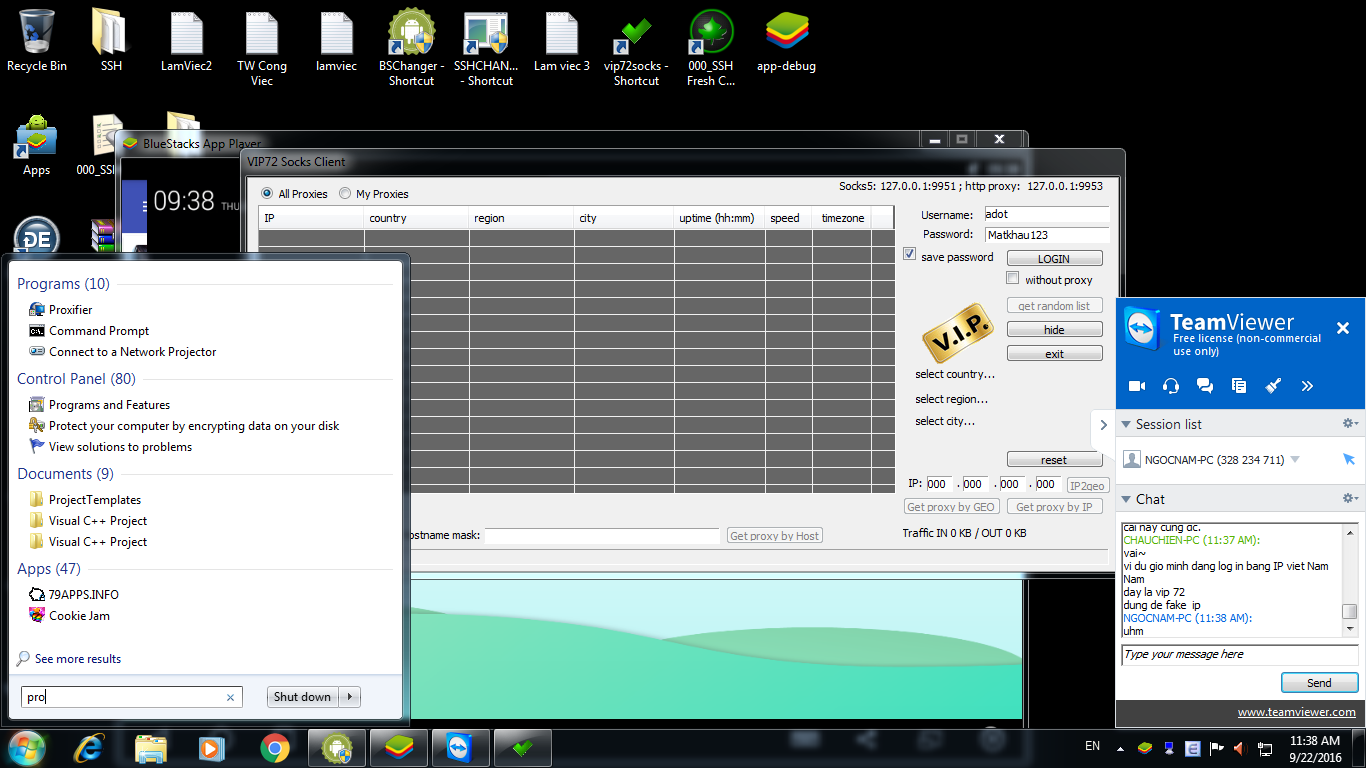 Recycle Bin
SSH
LamViec2
TW Cong
Viec
lamviec
BSChanger -
Shortcut
SSHCHAN...
- Shortcut
Lam viec 3
vip72socks -
Shortcut
000_SSH
Fresh C...
app-debug
Apps
BlueStacks App Player
09:38
VIP72 Socks Client
All Proxies
My Proxies
Socks5: 127.0.0.1:9951 ; http proxy: 127.0.0.1:9953
IP
country
region
city
uptime (hh:mm)
speed
timezone
Username:
adot
Password:
Matkhau123
save password
LOGIN
without proxy
get random list
V.I.P.
hide
exit
select country...
select region...
select city...
reset
IP:
000 . 000 . 000 . 000
IP2geo
Get proxy by GEO
Get proxy by IP
mask:
Get proxy by Host
Traffic IN 0 KB / OUT 0 KB
Programs (10)
Proxifier
Command Prompt
Connect to a Network Projector
Control Panel (80)
Programs and Features
Protect your computer by encrypting data on your disk
View solutions to problems
Documents (9)
ProjectTemplates
Visual C++ Project
Visual C++ Project
Apps (47)
79APPS.INFO
Cookie Jam
See more results
pro
Shut down
TeamViewer
Free license (non-commercial
use only)
Session list
NGOCNAM-PC (328 234 711)
Chat
cai nay cung dc.
CHAUCHIEN-PC (11:37 AM):
vai~
vi du gio minh dang log in bang IP viet Nam
Nam
day la vip 72
dung de fake ip
NGOCNAM-PC (11:38 AM):
uhm
Type your message here
Send
www.teamviewer.com
EN
11:38 AM
9/22/2016